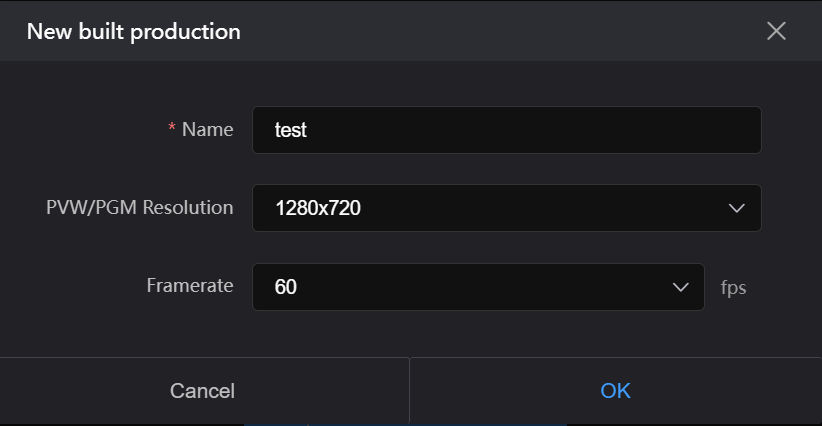 New built production
* Name
test
PVW/PGM Resolution
1280x720
Framerate
60
fps
Cancel
OK